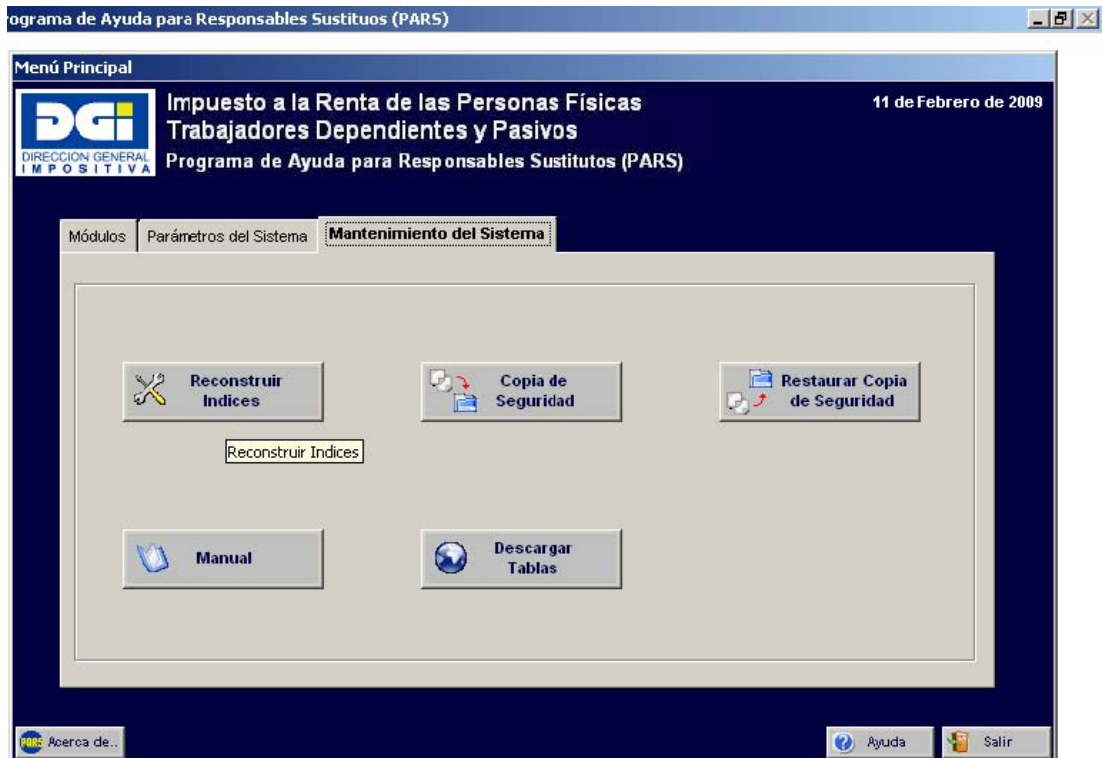 ograma de Ayuda para Responsables Sustituos (PARS)
Menú Principal
DGI
DIRECCION GENERAL
IMPOSITIVA
Impuesto a la Renta de las Personas Físicas
Trabajadores Dependientes y Pasivos
Programa de Ayuda para Responsables Sustitutos (PARS)
11 de Febrero de 2009
Módulos
Parámetros del Sistema
Mantenimiento del Sistema
Reconstruir
Indices
Copia de
Seguridad
Restaurar Copia
de Seguridad
Reconstruir Indices
Manual
Descargar
Tablas
PARS
Acerca de..
Ayuda
Salir